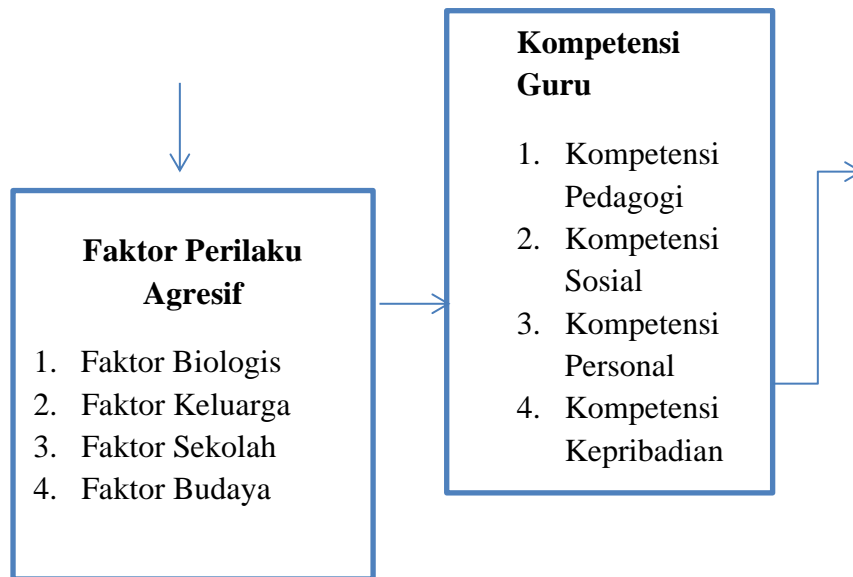 Faktor Perilaku
Agresif
1. Faktor Biologis
2. Faktor Keluarga
3. Faktor Sekolah
4. Faktor Budaya
Kompetensi
Guru
1. Kompetensi
Pedagogi
2. Kompetensi
Sosial
3. Kompetensi
Personal
4. Kompetensi
Kepribadian